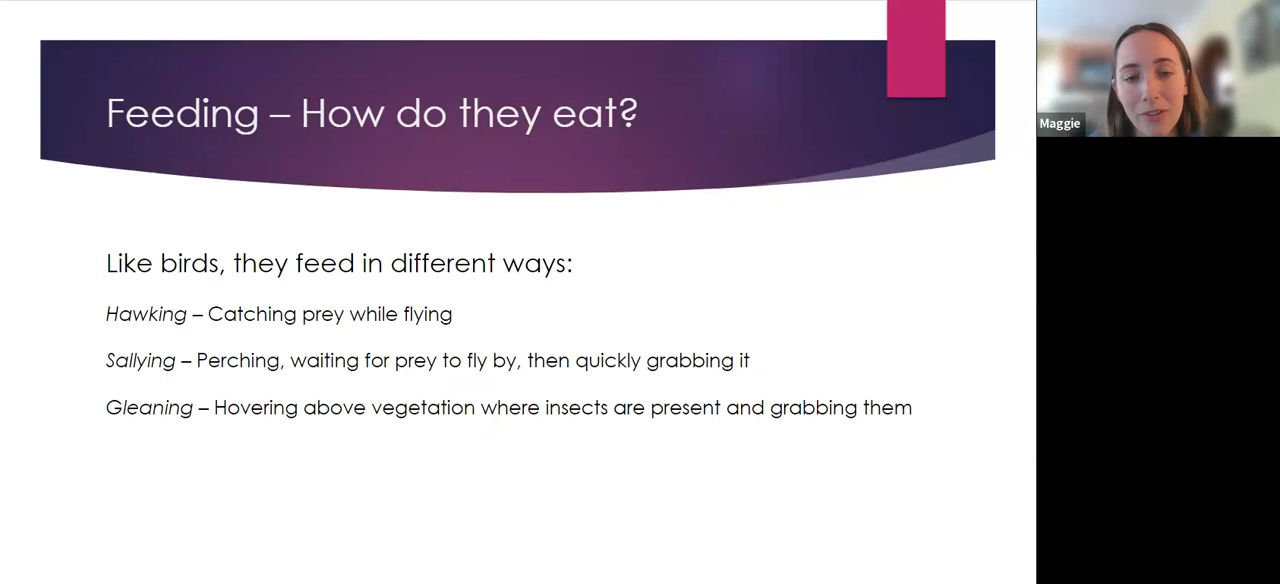 Feeding – How do they eat?
Maggie
Like birds, they feed in different ways:
Hawking – Catching prey while flying
Sallying – Perching, waiting for prey to fly by, then quickly grabbing it
Gleaning – Hovering above vegetation where insects are present and grabbing them